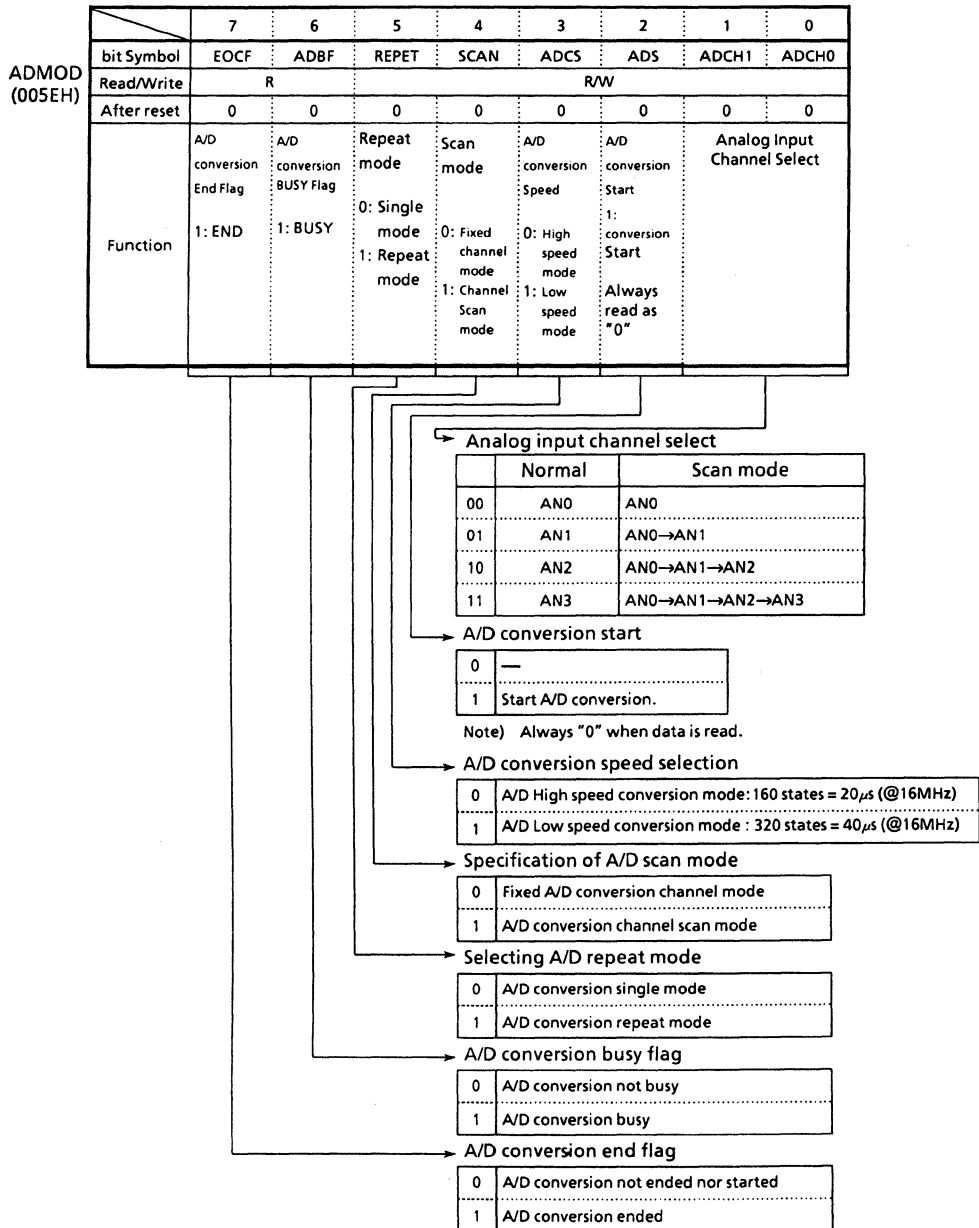 7 6 5 4 3 2 1 0
ADMOD
(005EH)
bit Symbol EOCF ADBF REPET SCAN ADCS ADS ADCH1 ADCH0
Read/Write R R/W
After reset 0 0 0 0 0 0 0 0
Function
A/D
conversion
End Flag
1: END
A/D
conversion
BUSY Flag
1: BUSY
Repeat
mode
0: Single
mode
1: Repeat
mode
Scan
mode
0: Fixed
channel
mode
1: Channel
Scan
mode
A/D
conversion
Speed
0: High
speed
mode
1: Low
speed
mode
A/D
conversion
Start
1:
conversion
Start
Always
read as
"0"
Analog Input
Channel Select
Analog input channel select
Normal Scan mode
00 AN0 AN0
01 AN1 AN0→AN1
10 AN2 AN0→AN1→AN2
11 AN3 AN0→AN1→AN2→AN3
A/D conversion start
0 —
1 Start A/D conversion.
Note) Always "0" when data is read.
A/D conversion speed selection
0 A/D High speed conversion mode: 160 states = 20μs (@16MHz)
1 A/D Low speed conversion mode : 320 states = 40μs (@16MHz)
Specification of A/D scan mode
0 Fixed A/D conversion channel mode
1 A/D conversion channel scan mode
Selecting A/D repeat mode
0 A/D conversion single mode
1 A/D conversion repeat mode
A/D conversion busy flag
0 A/D conversion not busy
1 A/D conversion busy
A/D conversion end flag
0 A/D conversion not ended nor started
1 A/D conversion ended